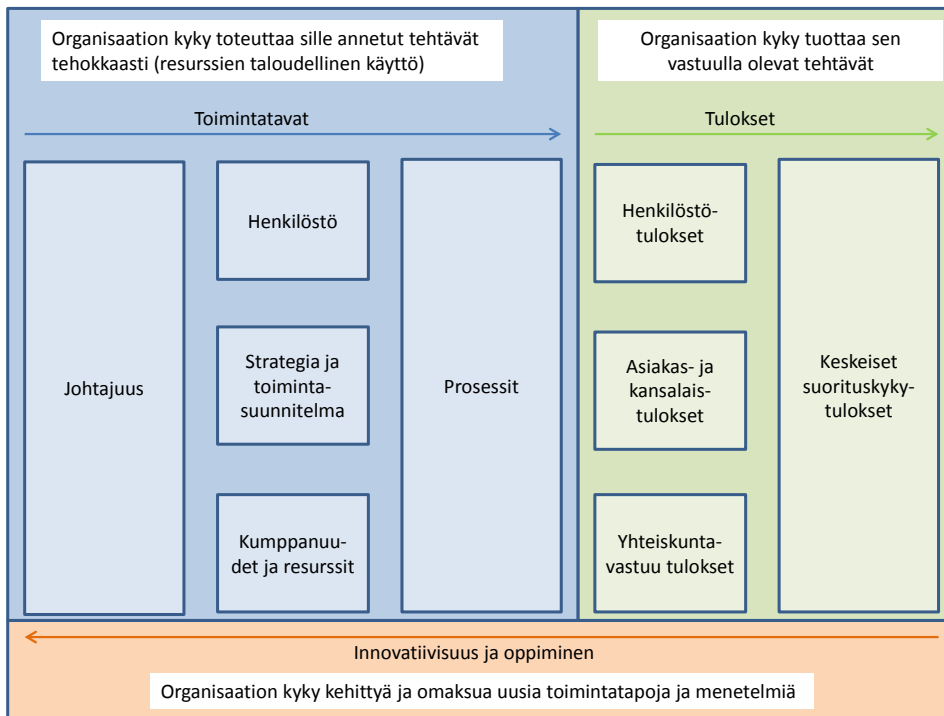 Organisaation kyky toteuttaa sille annetut tehtävät
tehokkaasti (resurssien taloudellinen käyttö)
Organisaation kyky tuottaa sen
vastuulla olevat tehtävät
Toimintatavat
Tulokset
Johtajuus
Henkilöstö
Strategia ja
toiminta-
suunnitelma
Kumppanuu-
det ja resurssit
Prosessit
Henkilöstö-
tulokset
Asiakas- ja
kansalais-
tulokset
Yhteiskunta-
vastuu tulokset
Keskeiset
suorituskyky-
tulokset
Innovatiivisuus ja oppiminen
Organisaation kyky kehittyä ja omaksua uusia toimintatapoja ja menetelmiä